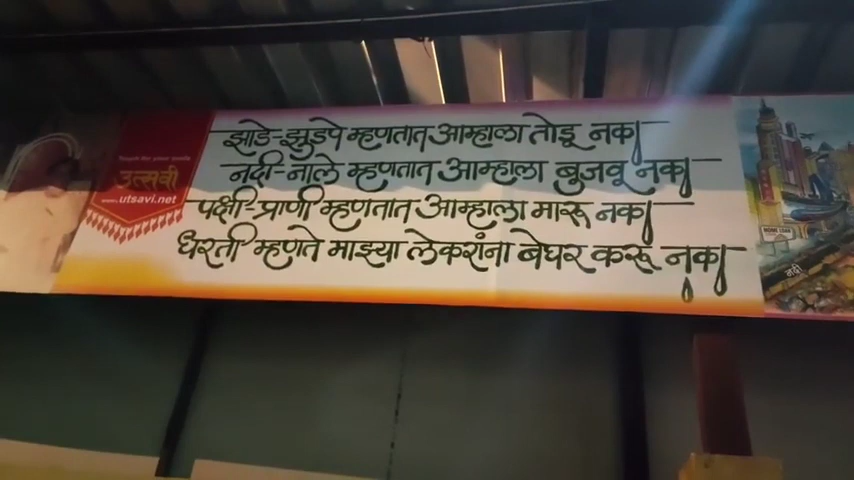 झाडे-झुडपे म्हणतात आम्हाला तोडू नका
नदी-नाले म्हणतात आम्हाला बुजवू नका
पक्षी-प्राणी म्हणतात आम्हाला मारू नका
धरती म्हणते माझ्या लेकरांना बेघर करू नका
उत्सवी
www.utsavi.net